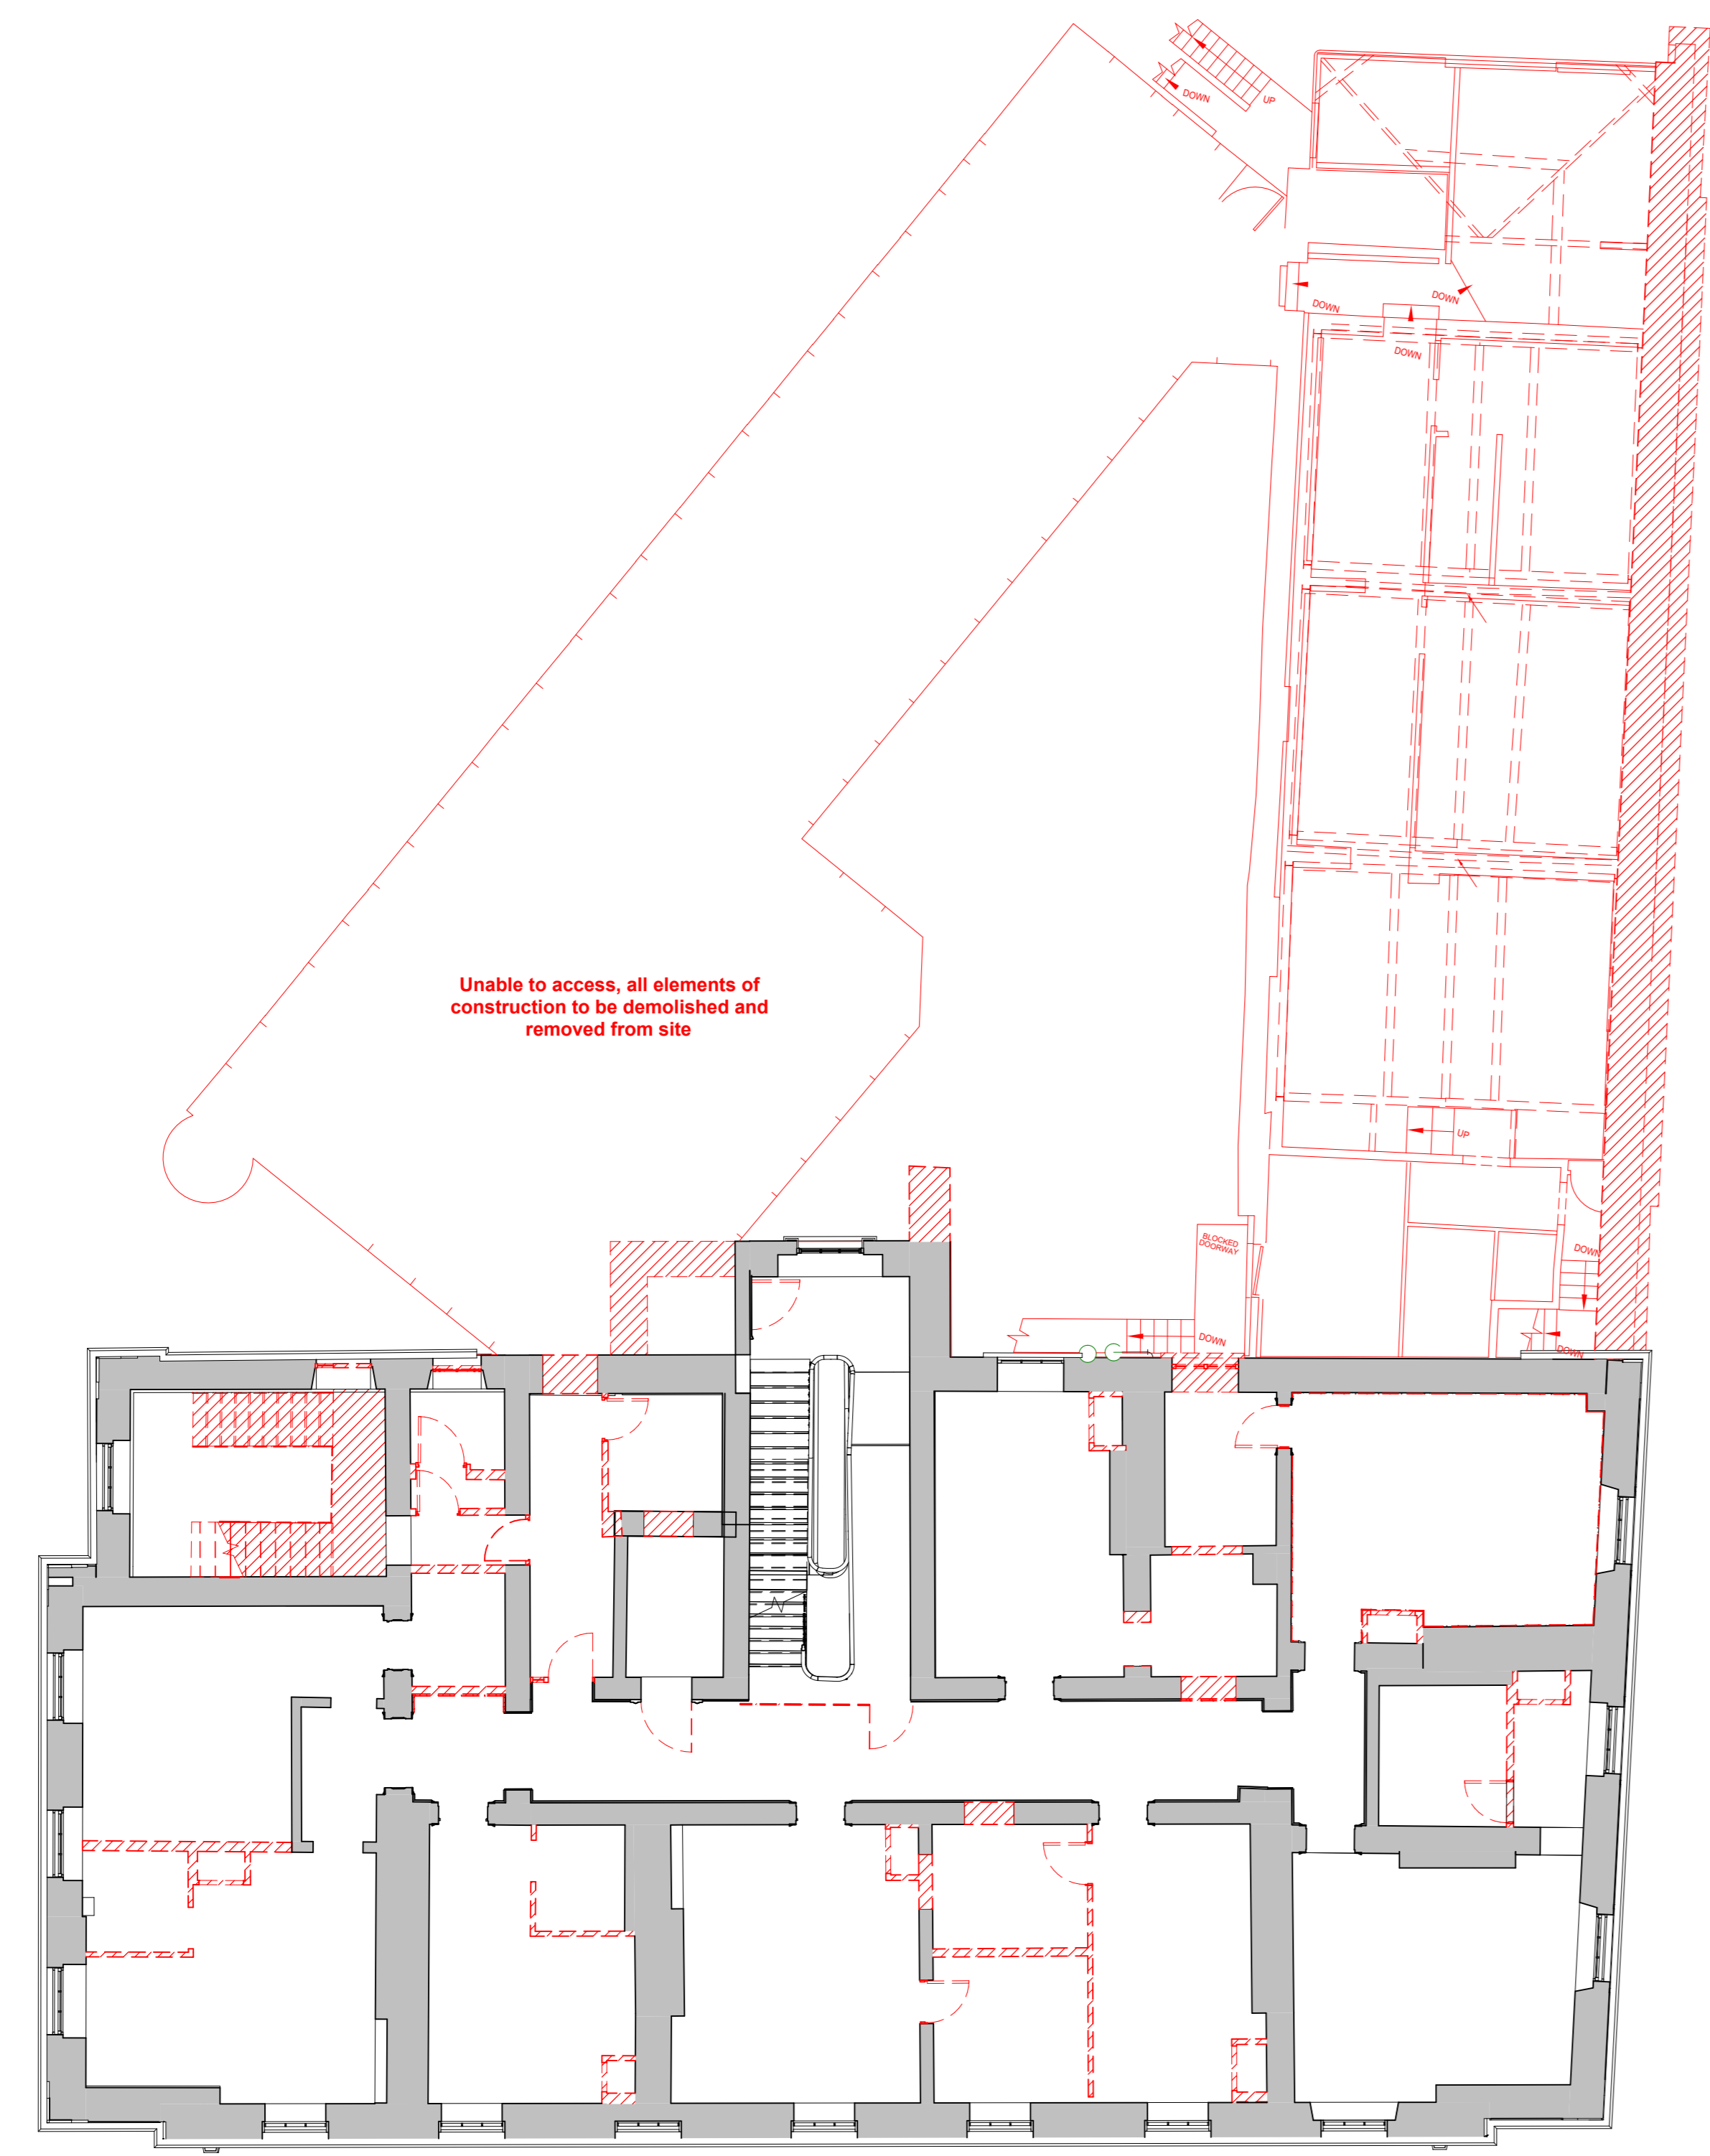 DOWN
UP
DOWN
DOWN
DOWN
Unable to access, all elements of
construction to be demolished and
removed from site
UP
BLOCKED
DOORWAY
DOWN
DOWN
DOWN